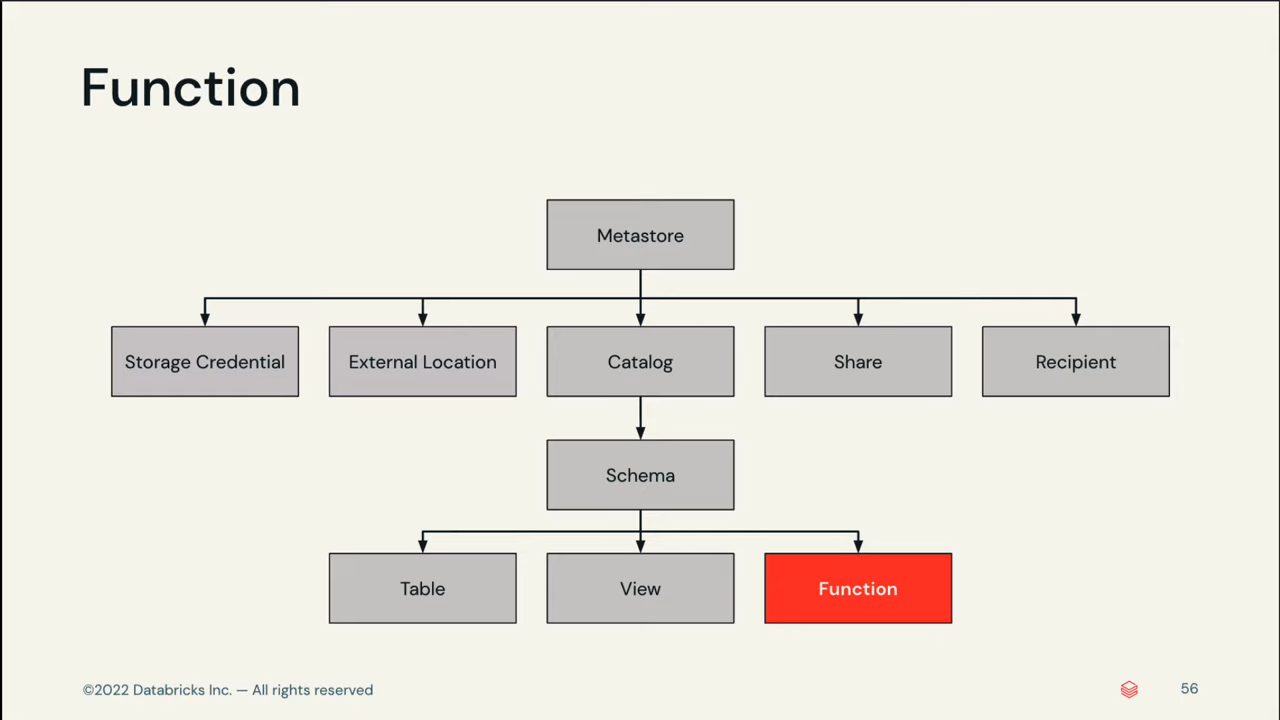 Function
Metastore
Storage Credential
External Location
Catalog
Share
Recipient
Schema
Table
View
Function
©2022 Databricks Inc. — All rights reserved
56